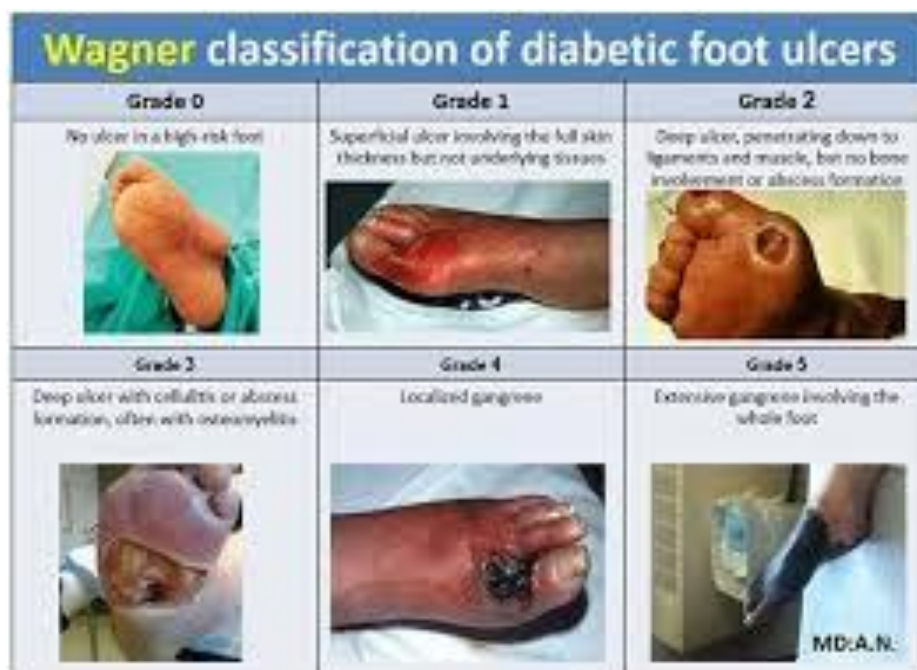 Wagner classification of diabetic foot ulcers
Grade 0
Grade 1
Grade 2
No ulcer in a high-risk foot
Superficial ulcer involving the full skin
thickness but not underlying tissues
Deep ulcer, penetrating down to
ligaments and muscle, but no bone
involvement or abscess formation
Grade 3
Grade 4
Grade 5
Deep ulcer with cellulitis or abscess
formation, often with osteomyelitis
Localized gangrene
Extensive gangrene involving the
whole foot
MD:A.N.